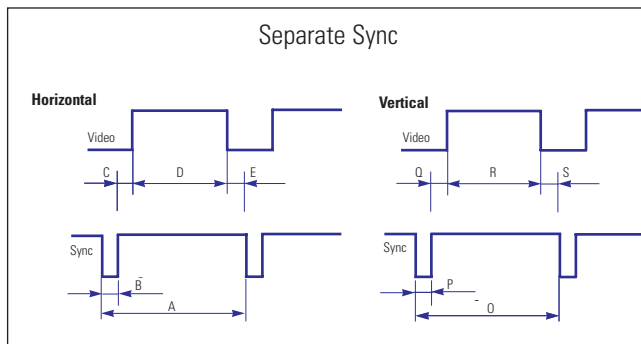 Separate Sync
Horizontal
Video
C D E
Sync
B
A
Vertical
Video
Q R S
Sync
P
O